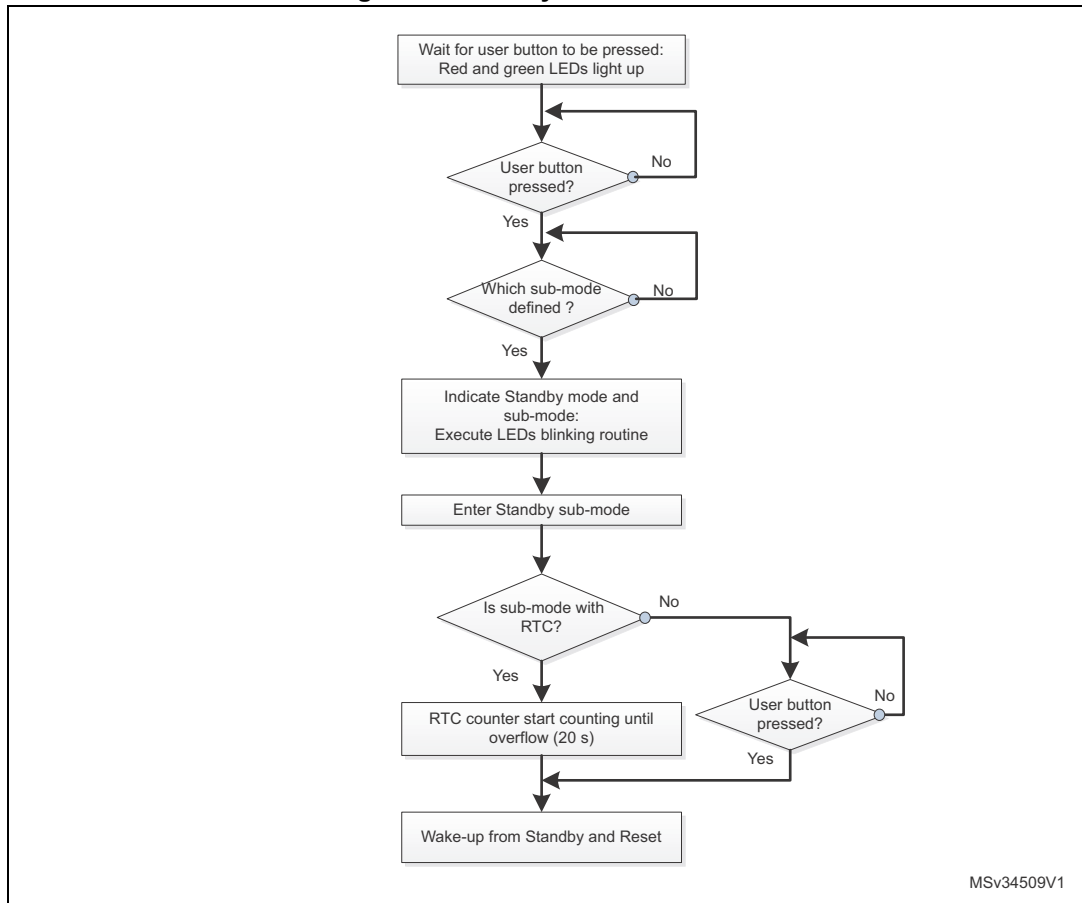 Wait for user button to be pressed:
Red and green LEDs light up
User button
pressed?
No
Yes
Which sub-mode
defined ?
No
Yes
Indicate Standby mode and
sub-mode:
Execute LEDs blinking routine
Enter Standby sub-mode
Is sub-mode with
RTC?
No
Yes
User button
pressed?
No
RTC counter start counting until
overflow (20 s)
Yes
Wake-up from Standby and Reset
MSv34509V1